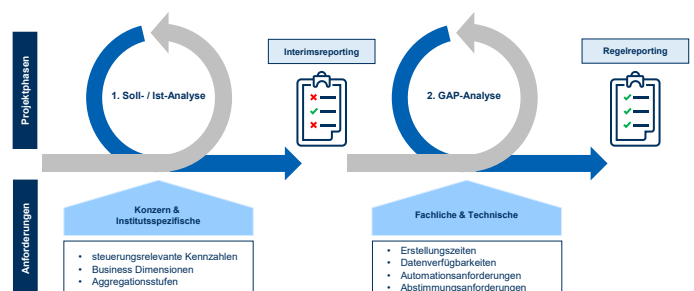 Projektphasen
1. Soll- / Ist-Analyse
Interimsreporting
2. GAP-Analyse
Regelreporting
Anforderungen
Konzern &
Institutsspezifische
• steuerungsrelevante Kennzahlen
• Business Dimensionen
• Aggregationsstufen
Fachliche & Technische
• Erstellungszeiten
• Datenverfügbarkeiten
• Automationsanforderungen
• Abstimmungsanforderungen